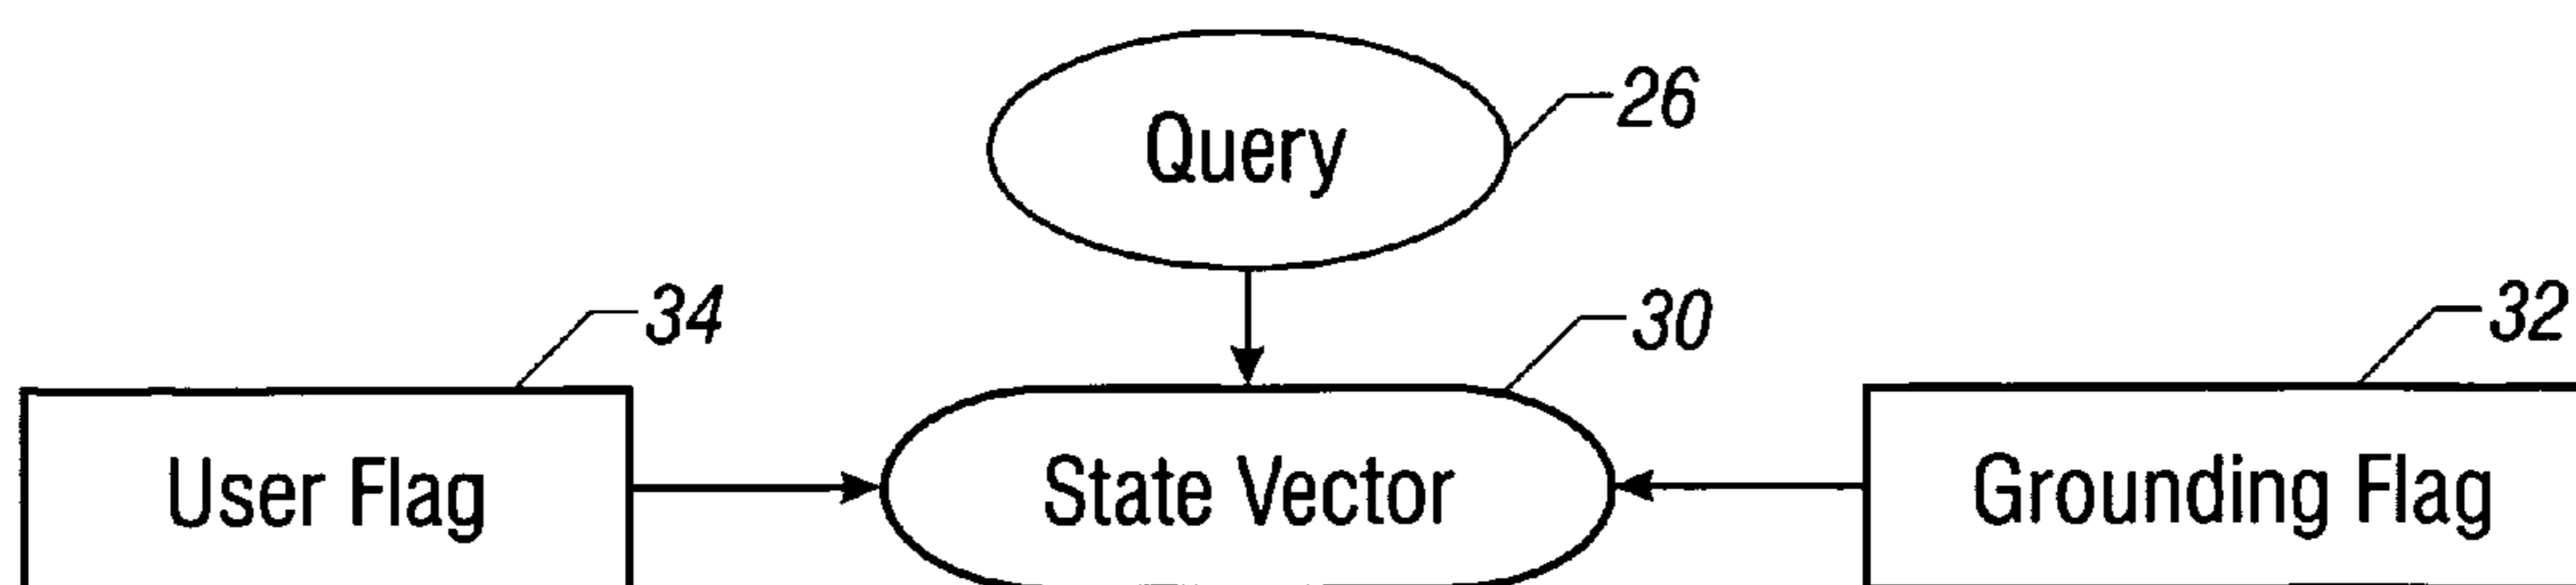 Query
26
34
30
32
User Flag
State Vector
Grounding Flag